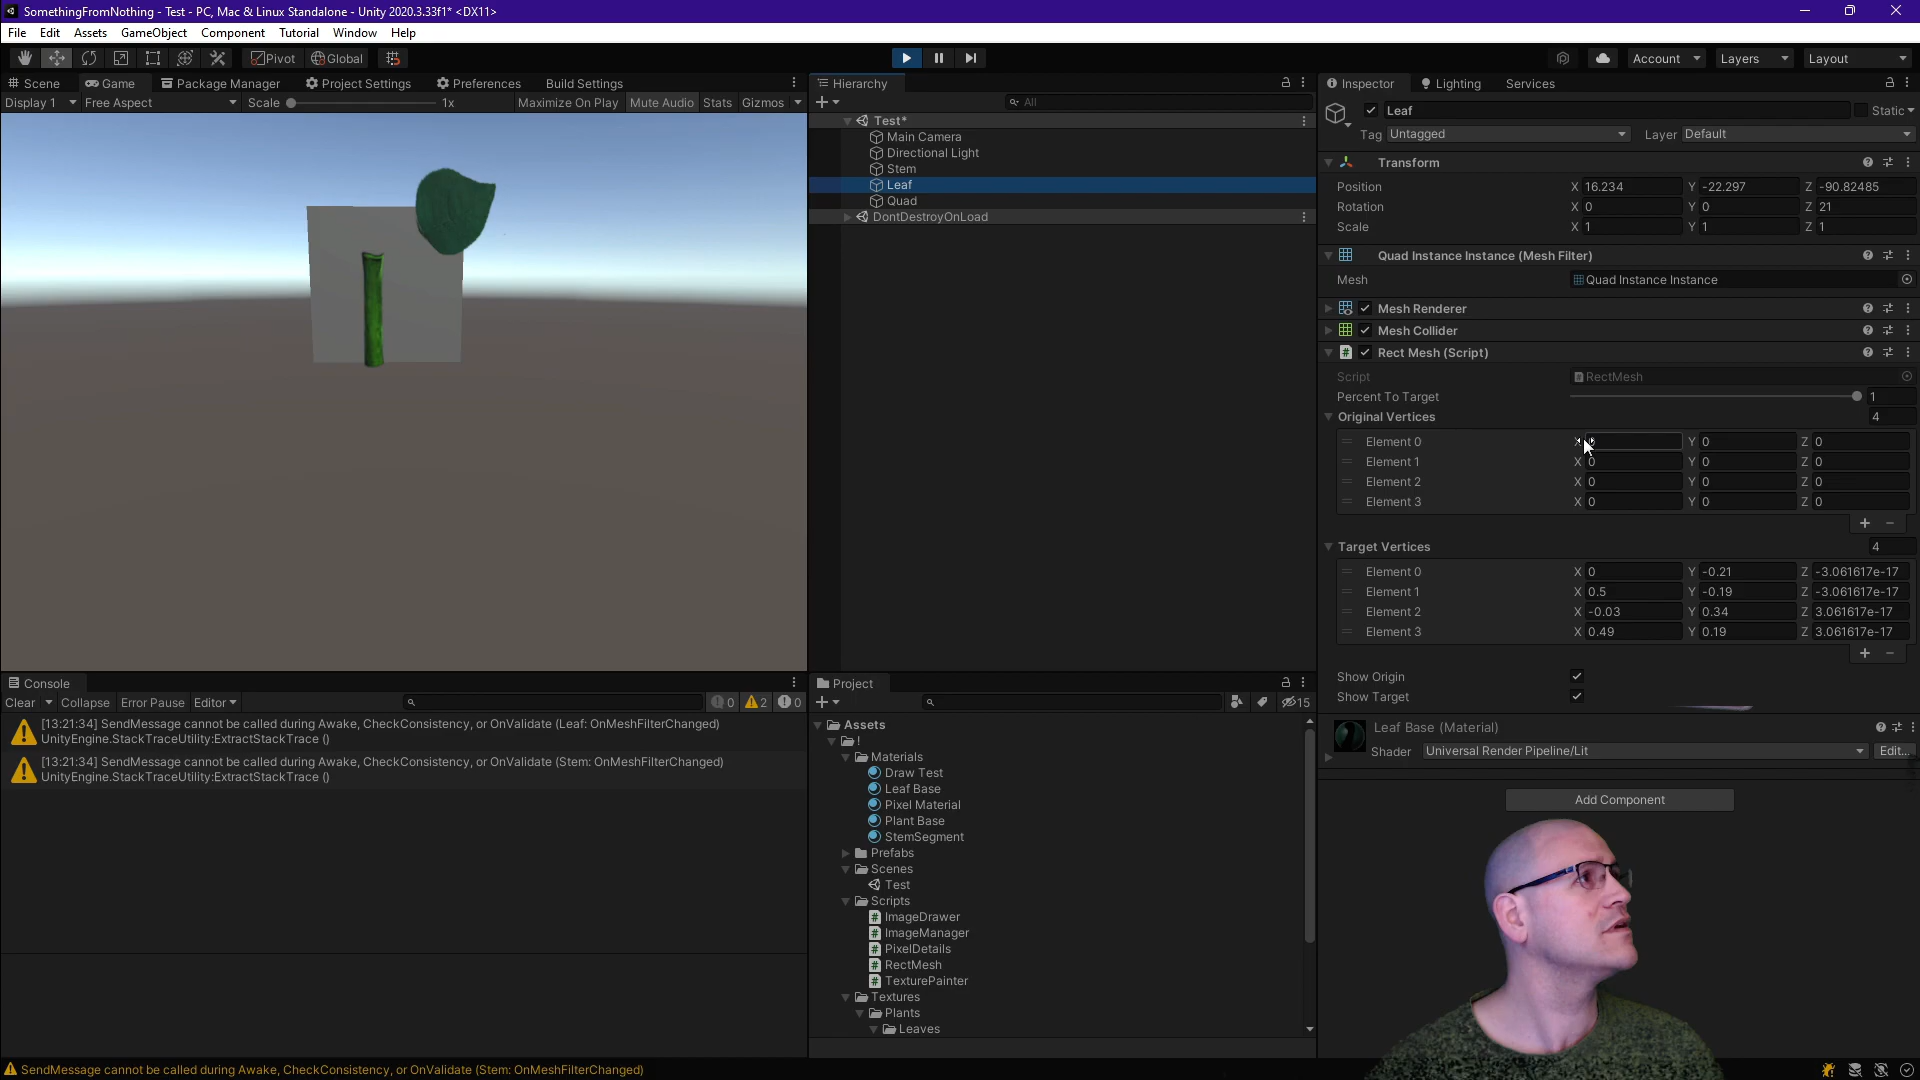 SomethingFromNothing - Test - PC, Mac & Linux Standalone - Unity 2020.3.33f1* <DX11>
File Edit Assets GameObject Component Tutorial Window Help
Pivot Global Account Layers Layout
Scene Game Package Manager Project Settings Preferences Build Settings
Display 1 Free Aspect Scale 1x Maximize On Play Mute Audio Stats Gizmos
Hierarchy
All
Test*
Main Camera
Directional Light
Stem
Leaf
Quad
DontDestroyOnLoad
Inspector Lighting Services
Leaf Static
Tag Untagged Layer Default
Transform
Position X 16.234 Y -22.297 Z -90.82485
Rotation X 0 Y 0 Z 21
Scale X 1 Y 1 Z 1
Quad Instance Instance (Mesh Filter)
Mesh Quad Instance Instance
Mesh Renderer
Mesh Collider
# Rect Mesh (Script)
Script RectMesh
Percent To Target 1
Original Vertices 4
Element 0 Y 0 Z 0
Element 1 X 0 Y 0 Z 0
Element 2 X 0 Y 0 Z 0
Element 3 X 0 Y 0 Z 0
Target Vertices 4
Element 0 X 0 Y -0.21 Z -3.061617e-17
Element 1 X 0.5 Y -0.19 Z -3.061617e-17
Element 2 X -0.03 Y 0.34 Z 3.061617e-17
Element 3 X 0.49 Y 0.19 Z 3.061617e-17
Show Origin
Show Target
Leaf Base (Material)
Shader Universal Render Pipeline/Lit Edit...
Add Component
Console
Clear Collapse Error Pause Editor 0 2 0
[13:21:34] SendMessage cannot be called during Awake, CheckConsistency, or OnValidate (Leaf: OnMeshFilterChanged)
UnityEngine.StackTraceUtility:ExtractStackTrace ()
[13:21:34] SendMessage cannot be called during Awake, CheckConsistency, or OnValidate (Stem: OnMeshFilterChanged)
UnityEngine.StackTraceUtility:ExtractStackTrace ()
Project
15
Assets
!
Materials
Draw Test
Leaf Base
Pixel Material
Plant Base
StemSegment
Prefabs
Scenes
Test
Scripts
# ImageDrawer
# ImageManager
# PixelDetails
# RectMesh
# TexturePainter
Textures
Plants
Leaves
SendMessage cannot be called during Awake, CheckConsistency, or OnValidate (Stem: OnMeshFilterChanged)